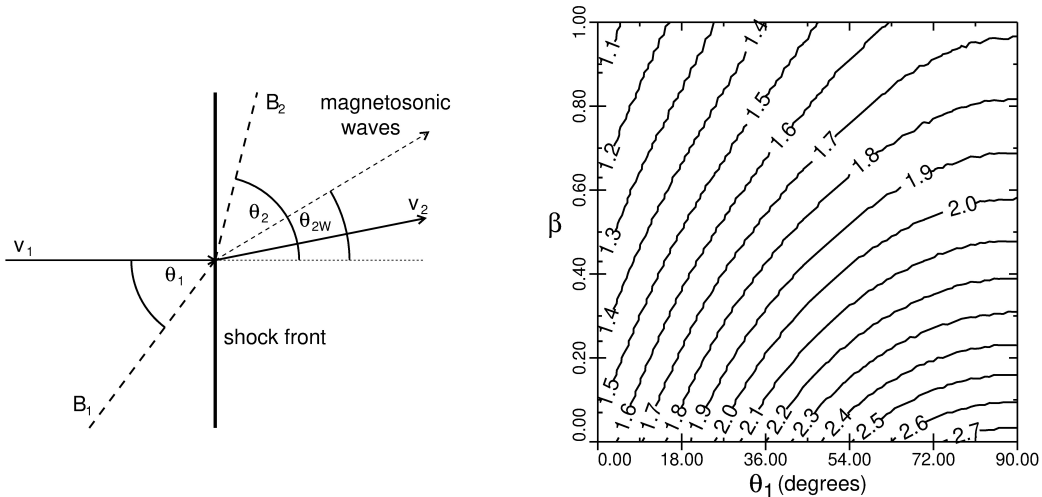 B2
magnetosonic
waves
θ2
θ2W
v2
v1
θ1
shock front
B1
1.00
0.80
0.60
0.40
0.20
0.00
β
1.1
1.2
1.3
1.4
1.5
1.4
1.5
1.6
1.7
1.8
1.9
2.0
1.6
1.7
1.8
1.9
2.0
2.1
2.2
2.3
2.4
2.5
2.6
2.7
0.00 18.00 36.00 54.00 72.00 90.00
θ1 (degrees)